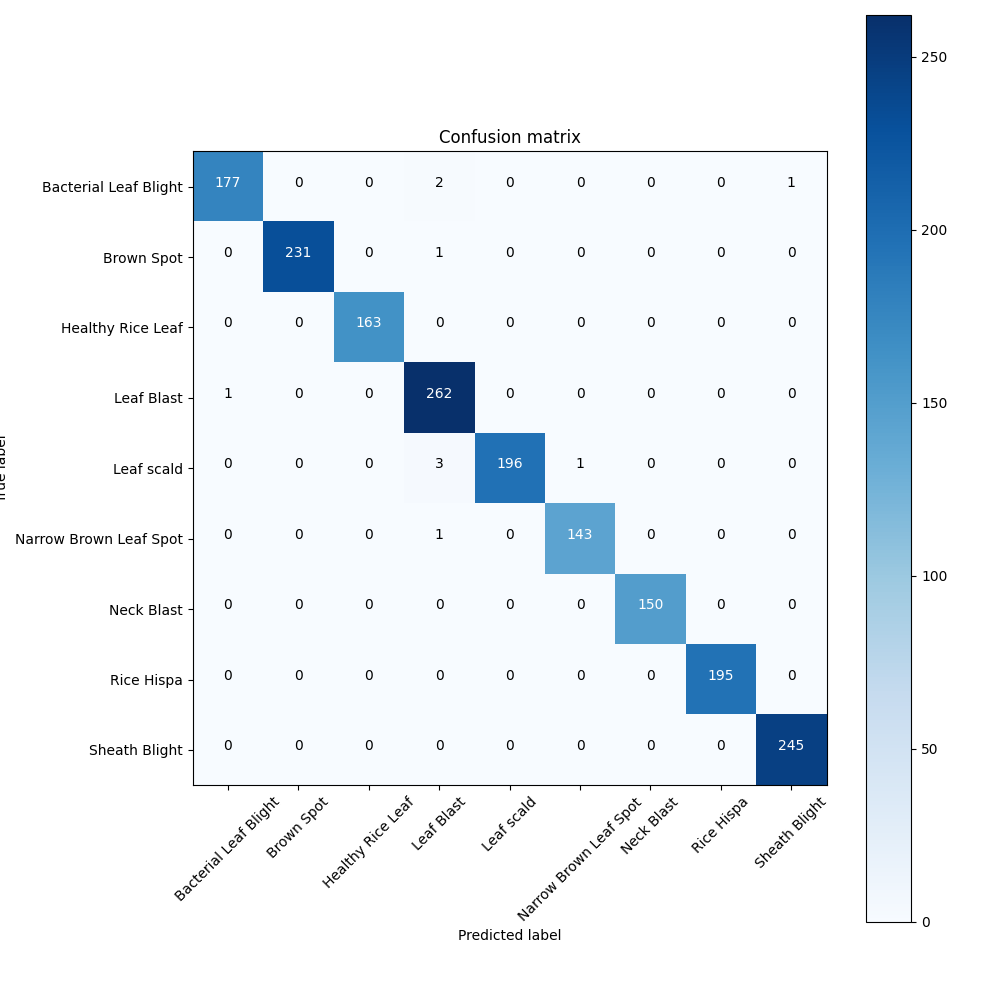 Confusion matrix
Bacterial Leaf Blight 177 0 0 2 0 0 0 0 1
Brown Spot 0 231 0 1 0 0 0 0 0
Healthy Rice Leaf 0 0 163 0 0 0 0 0 0
Leaf Blast 1 0 0 262 0 0 0 0 0
Leaf scald 0 0 0 3 196 1 0 0 0
Narrow Brown Leaf Spot 0 0 0 1 0 143 0 0 0
Neck Blast 0 0 0 0 0 0 150 0 0
Rice Hispa 0 0 0 0 0 0 0 195 0
Sheath Blight 0 0 0 0 0 0 0 0 245
Bacterial Leaf Blight
Brown Spot
Healthy Rice Leaf
Leaf Blast
Leaf scald
Narrow Brown Leaf Spot
Neck Blast
Rice Hispa
Sheath Blight
Predicted label
250
200
150
100
50
0